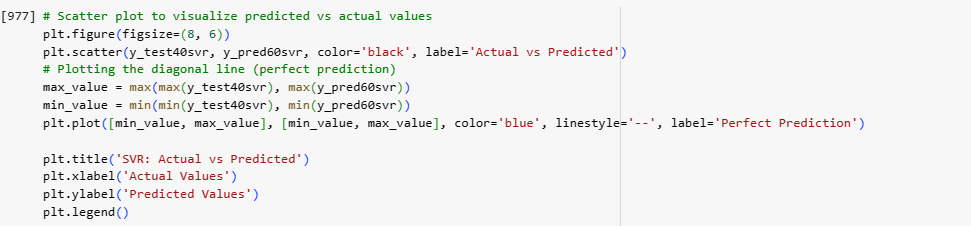 [977] # Scatter plot to visualize predicted vs actual values
plt.figure(figsize=(8, 6))
plt.scatter(y_test40svr, y_pred60svr, color='black', label='Actual vs Predicted')
# Plotting the diagonal line (perfect prediction)
max_value = max(max(y_test40svr), max(y_pred60svr))
min_value = min(min(y_test40svr), min(y_pred60svr))
plt.plot([min_value, max_value], [min_value, max_value], color='blue', linestyle='--', label='Perfect Prediction')
plt.title('SVR: Actual vs Predicted')
plt.xlabel('Actual Values')
plt.ylabel('Predicted Values')
plt.legend()